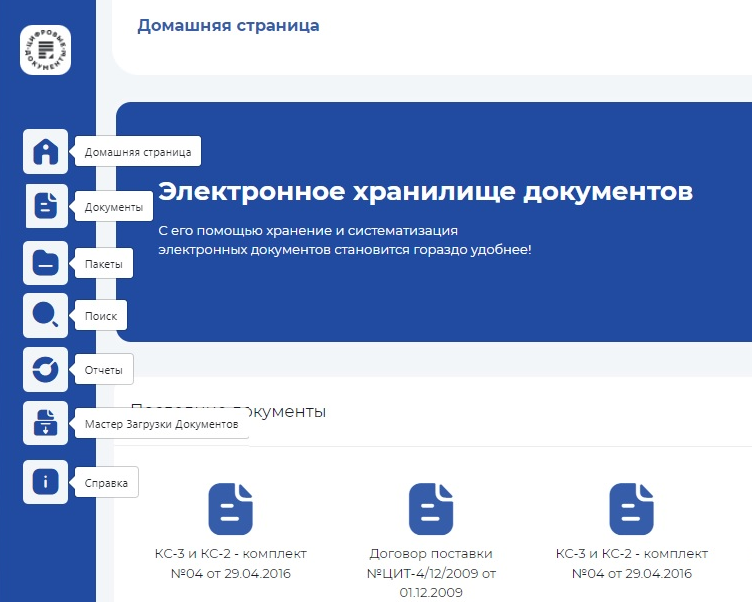 Домашняя страница
ЦИФРОВЫЕ
ДОКУМЕНТЫ
Домашняя страница
Документы
Пакеты
Поиск
Отчеты
Мастер Загрузки Документов
Справка
Электронное хранилище документов
С его помощью хранение и систематизация
электронных документов становится гораздо удобнее!
документы
КС-3 и КС-2 - комплект
№04 от 29.04.2016
Договор поставки
№ЦИТ-4/12/2009 от
01.12.2009
КС-3 и КС-2 - комплект
№04 от 29.04.2016